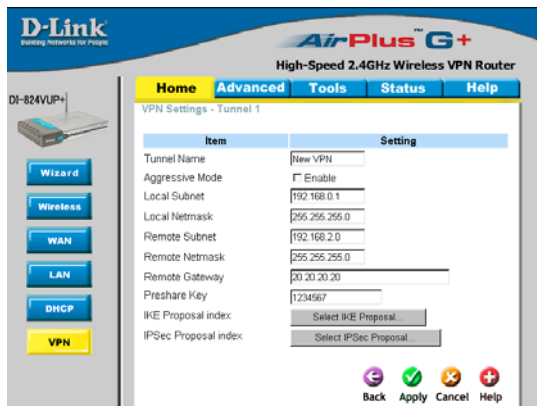 D-Link
Building Networks for People
AirPlus G+
™
High-Speed 2.4GHz Wireless VPN Router
DI-824VUP+
Home Advanced Tools Status Help
VPN Settings - Tunnel 1
Item Setting
Tunnel Name New VPN
Aggressive Mode Enable
Local Subnet 192.168.0.1
Local Netmask 255.255.255.0
Remote Subnet 192.168.2.0
Remote Netmask 255.255.255.0
Remote Gateway 20.20.20.20
Preshare Key 1234567
IKE Proposal index Select IKE Proposal...
IPSec Proposal index Select IPSec Proposal...
Wizard
Wireless
WAN
LAN
DHCP
VPN
Back Apply Cancel Help